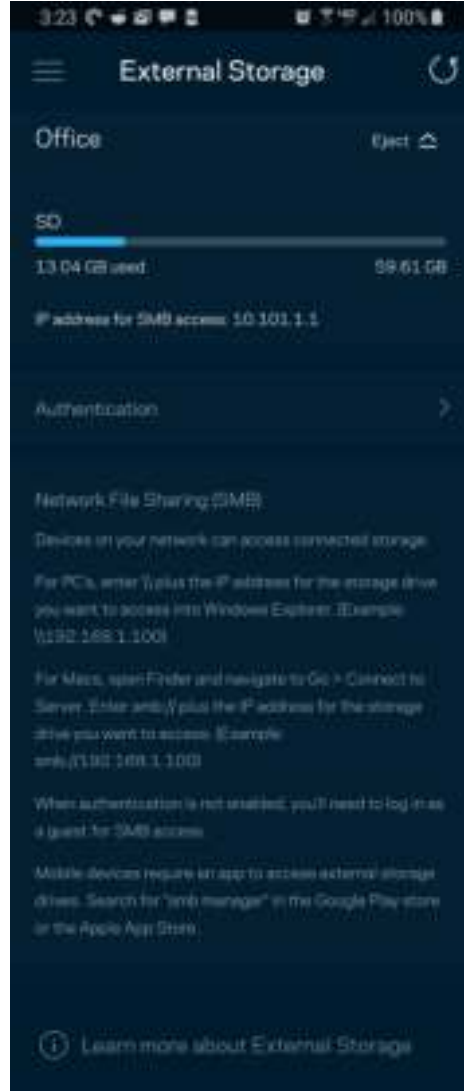 3:23 100%
External Storage
Office Eject
SD
13.04 GB used 59.61 GB
IP address for SMB access: 10.101.1.1
Authentication
Network File Sharing (SMB)
Devices on your network can access connected storage.
For PC's, enter \\ plus the IP address for the storage drive
you want to access into Windows Explorer. (Example:
\\192.168.1.100)
For Macs, open Finder and navigate to Go > Connect to
Server. Enter smb:// plus the IP address for the storage
drive you want to access. (Example:
smb://192.168.1.100)
When authentication is not enabled, you'll need to log in as
a guest for SMB access.
Mobile devices require an app to access external storage
drives. Search for "smb manager" in the Google Play store
or the Apple App Store.
Learn more about External Storage